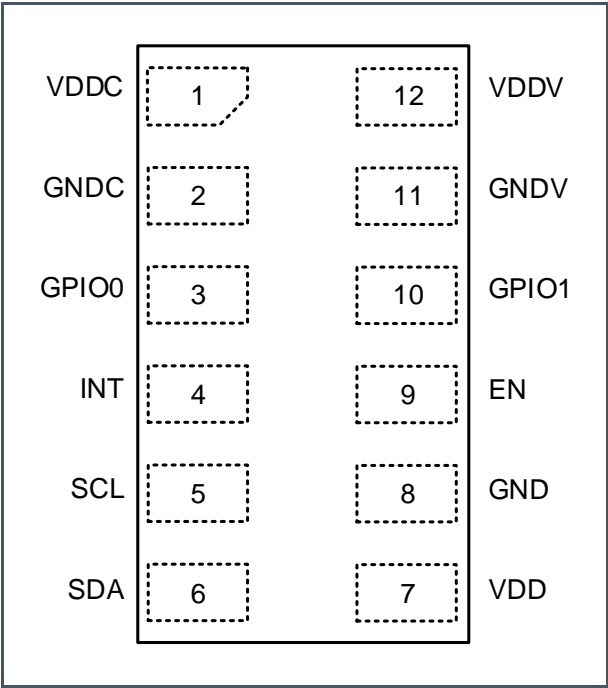 VDDC 1 12 VDDV
GNDC 2 11 GNDV
GPIO0 3 10 GPIO1
INT 4 9 EN
SCL 5 8 GND
SDA 6 7 VDD